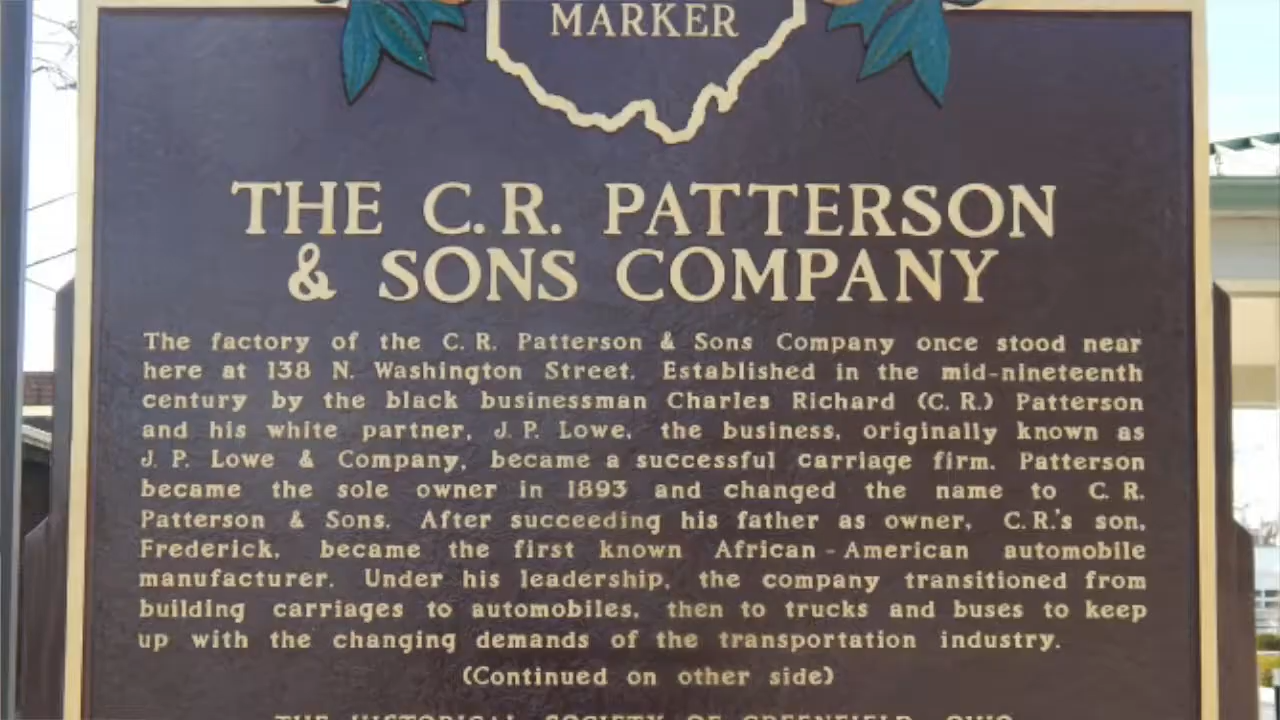 MARKER
THE C.R. PATTERSON
& SONS COMPANY
The factory of the C. R. Patterson & Sons Company once stood near
here at 138 N. Washington Street. Established in the mid-nineteenth
century by the black businessman Charles Richard (C. R.) Patterson
and his white partner, J. P. Lowe, the business, originally known as
J. P. Lowe & Company, became a successful carriage firm. Patterson
became the sole owner in 1893 and changed the name to C. R.
Patterson & Sons. After succeeding his father as owner, C.R.'s son,
Frederick, became the first known African-American automobile
manufacturer. Under his leadership, the company transitioned from
building carriages to automobiles, then to trucks and buses to keep
up with the changing demands of the transportation industry.
(Continued on other side)
THE HISTORICAL SOCIETY OF GREENFIELD, OHIO